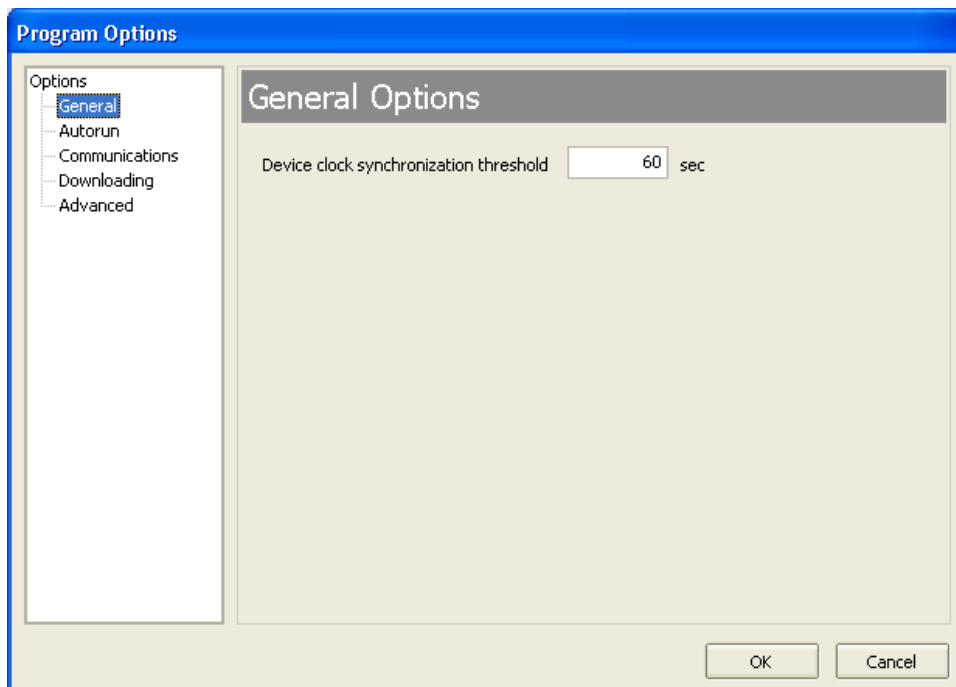 Program Options
Options
General
Autorun
Communications
Downloading
Advanced
General Options
Device clock synchronization threshold 60 sec
OK Cancel